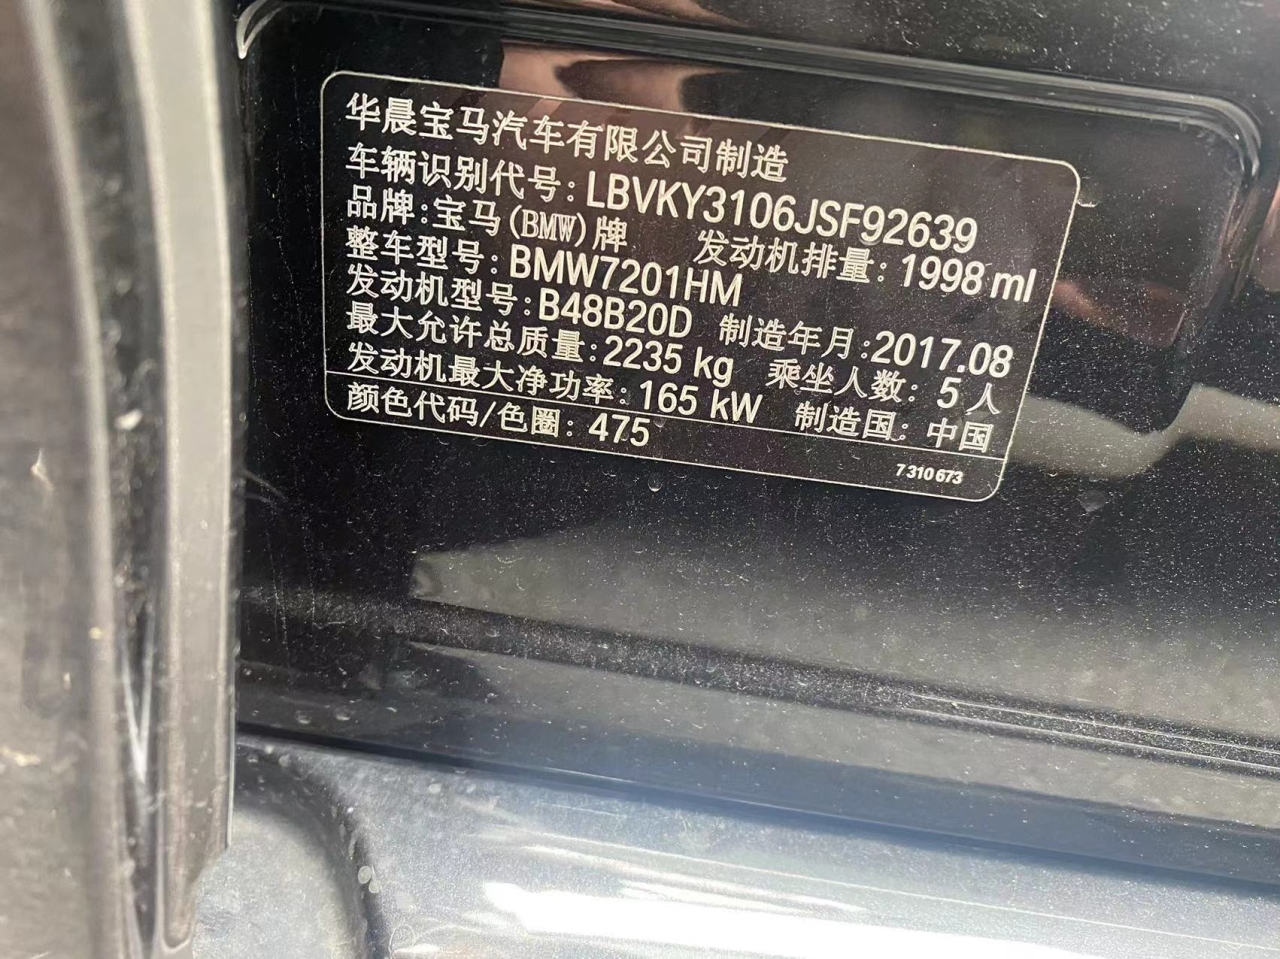 华晨宝马汽车有限公司制造
车辆识别代号:LBVKY3106JSF92639
品牌:宝马(BMW)牌 发动机排量:1998 ml
整车型号:BMW7201HM
发动机型号:B48B20D 制造年月:2017.08
最大允许总质量:2235 kg 乘坐人数:5人
发动机最大净功率:165 kW 制造国:中国
颜色代码/色圈:475
7 310 673